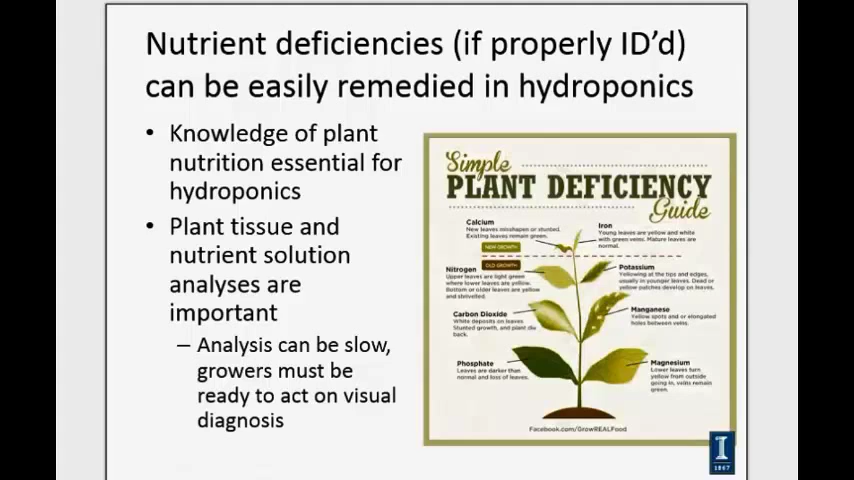 Nutrient deficiencies (if properly ID'd)
can be easily remedied in hydroponics
• Knowledge of plant
nutrition essential for
hydroponics
• Plant tissue and
nutrient solution
analyses are
important
– Analysis can be slow,
growers must be
ready to act on visual
diagnosis
Simple
PLANT DEFICIENCY
Guide
Calcium
New leaves misshapen or stunted.
Existing leaves remain green.
Iron
Young leaves are yellow and white
with green veins. Mature leaves are
normal.
NEW GROWTH
OLD GROWTH
Nitrogen
Upper leaves are light green
where lower leaves are yellow.
Bottom or older leaves are yellow
and shrivelled.
Potassium
Yellowing at the tips and edges,
usually in younger leaves. Dead or
yellow patches develop on leaves.
Carbon Dioxide
White deposits on leaves.
Stunted growth, and plant die
back.
Manganese
Yellow spots and or elongated
holes between veins.
Phosphate
Leaves are darker than
normal and loss of leaves.
Magnesium
Lower leaves turn
yellow from outside
going in, veins remain
green.
Facebook.com/GrowREALFood
I
1867